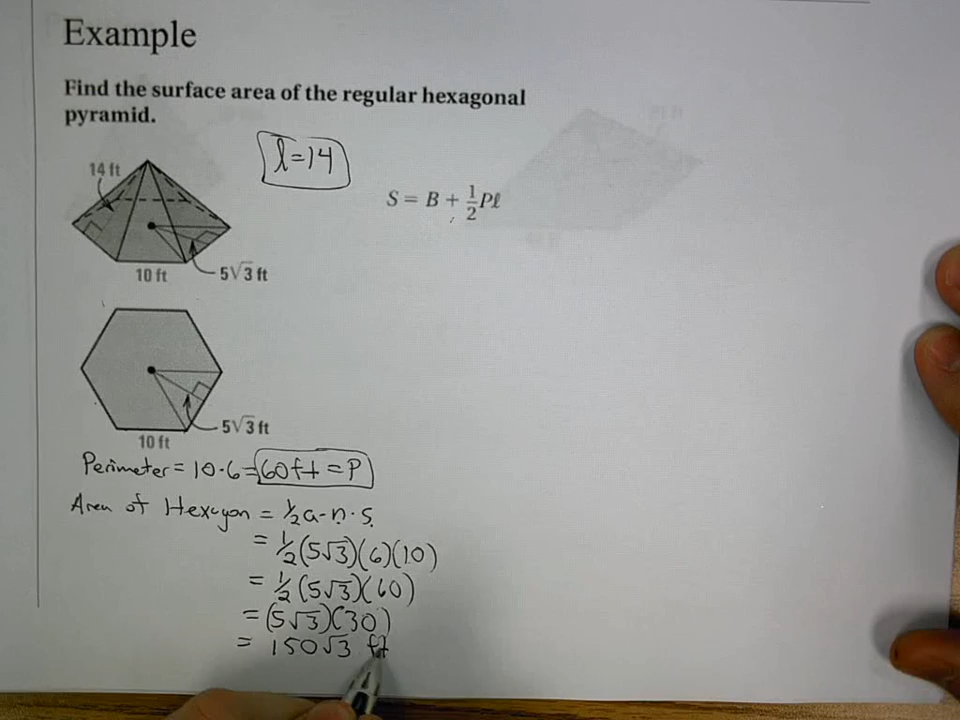 Example
Find the surface area of the regular hexagonal
pyramid.
l=14
14 ft
S = B + 1/2 Pℓ
10 ft
5√3 ft
5√3 ft
10 ft
Perimeter = 10·6=60ft = P
Area of Hexagon = 1/2 a·n·s.
= 1/2(5√3)(6)(10)
= 1/2(5√3)(60)
= (5√3)(30)
= 150√3 ft